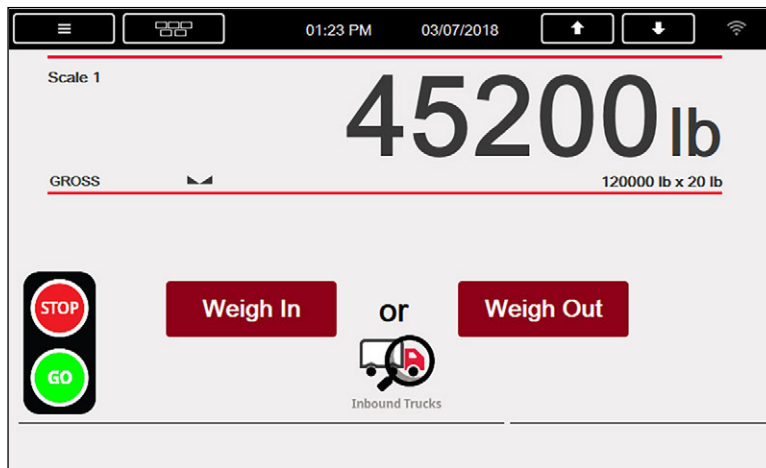 01:23 PM 03/07/2018
Scale 1
45200 lb
GROSS 120000 lb x 20 lb
STOP
Weigh In or Weigh Out
GO
Inbound Trucks